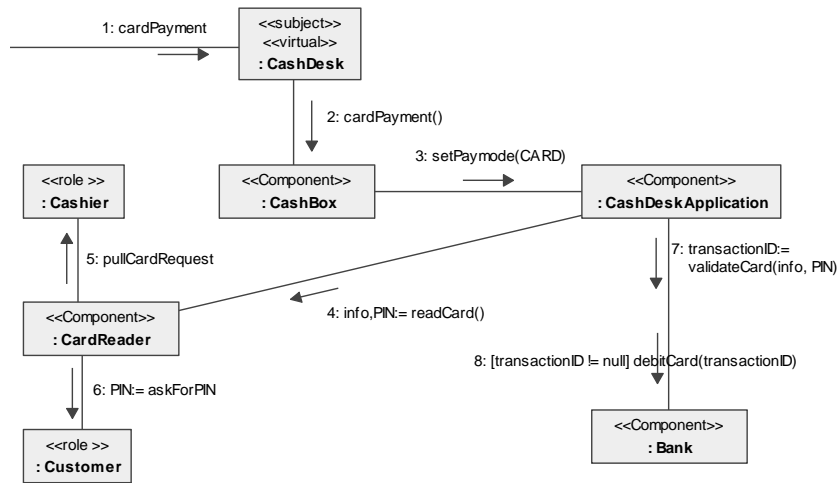 1: cardPayment
<<subject>>
<<virtual>>
: CashDesk
2: cardPayment()
3: setPaymode(CARD)
<<role >>
: Cashier
<<Component>>
: CashBox
<<Component>>
: CashDeskApplication
5: pullCardRequest
7: transactionID:=
validateCard(info, PIN)
4: info,PIN:= readCard()
<<Component>>
: CardReader
8: [transactionID != null] debitCard(transactionID)
6: PIN:= askForPIN
<<Component>>
: Bank
<<role >>
: Customer